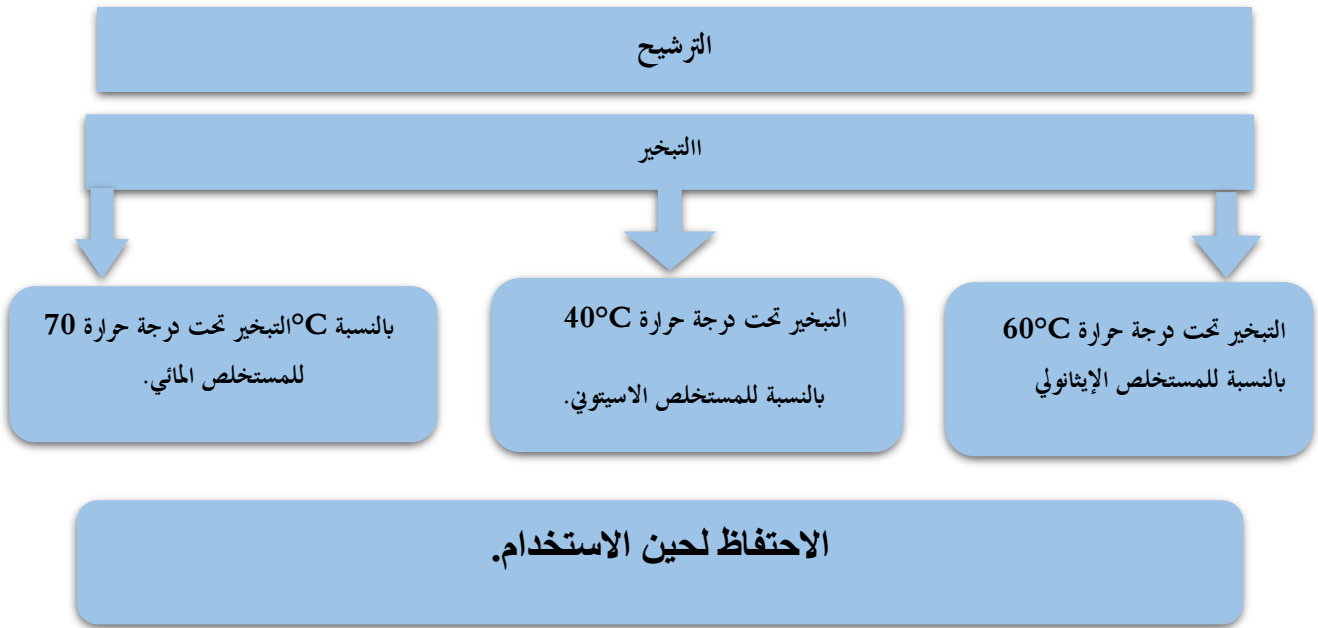 الترشيح
االتبخير
التبخير تحت درجة حرارة 60°C
بالنسبة للمستخلص الإيثانولي
التبخير تحت درجة حرارة 40°C
بالنسبة للمستخلص الاسيتوني.
التبخير تحت درجة حرارة 70°C بالنسبة
للمستخلص المائي.
الاحتفاظ لحين الاستخدام.